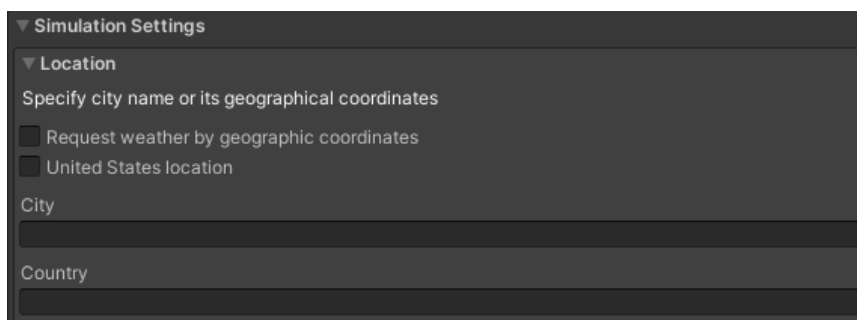 Simulation Settings
Location
Specify city name or its geographical coordinates
Request weather by geographic coordinates
United States location
City
Country